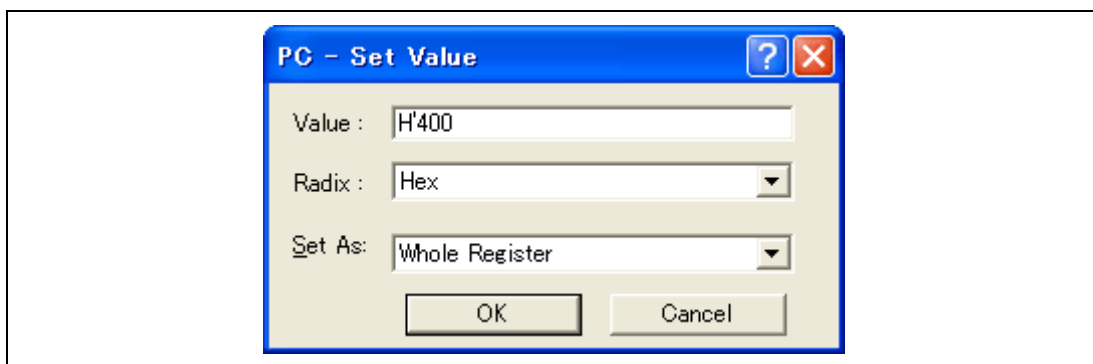 PC - Set Value
Value : H'400
Radix : Hex
Set As: Whole Register
OK Cancel